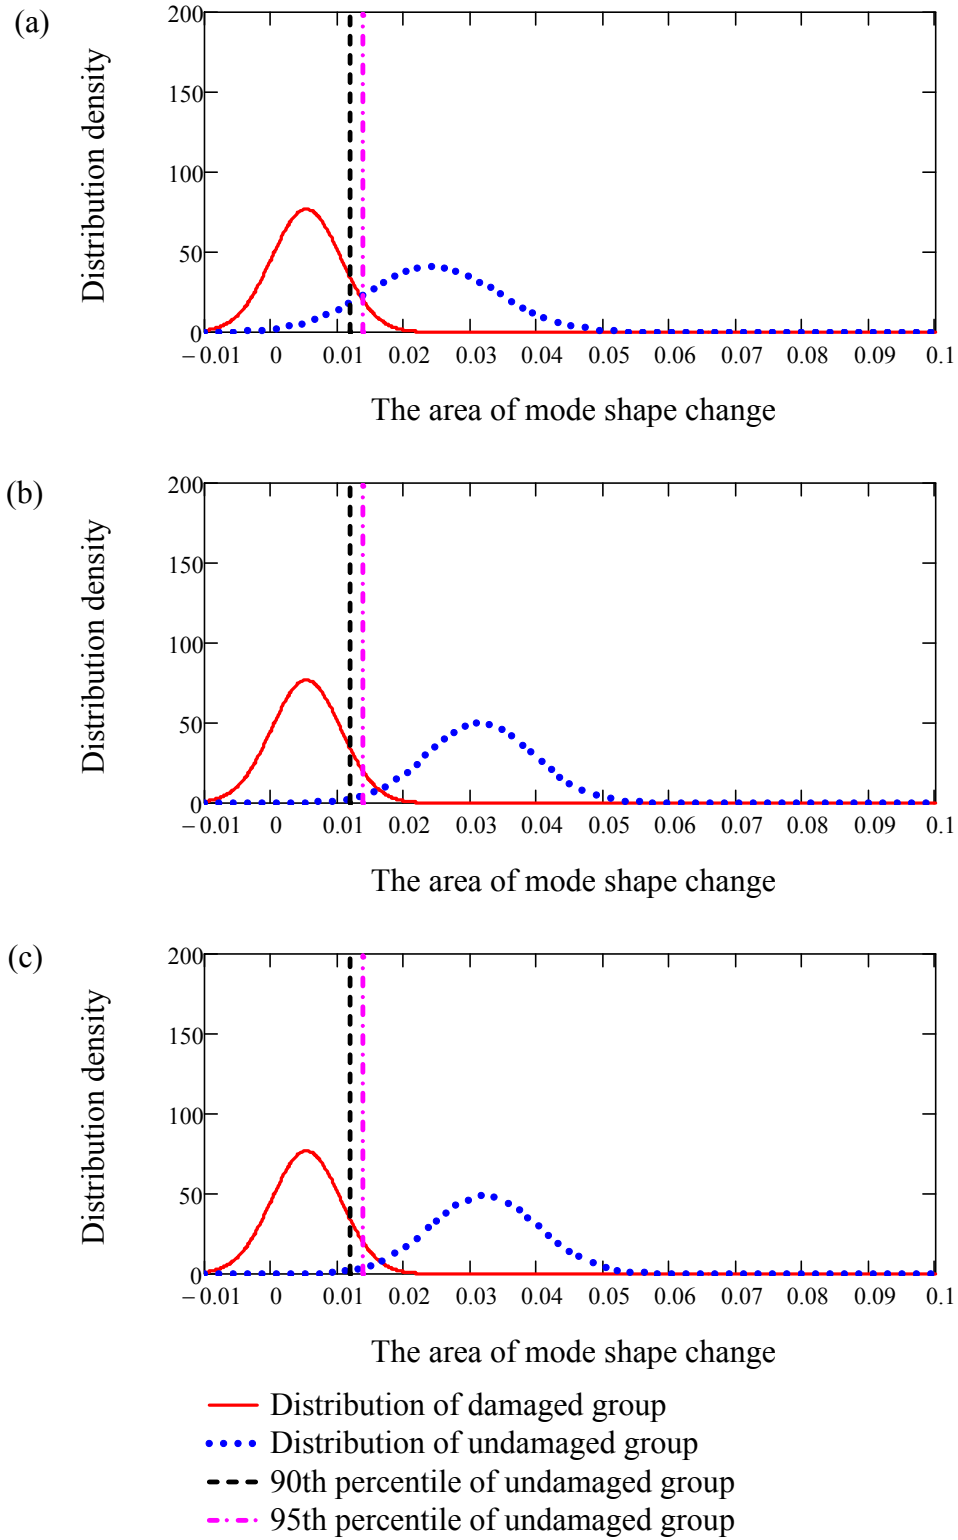 (a)
200
150
100
50
0
Distribution density
−0.01 0 0.01 0.02 0.03 0.04 0.05 0.06 0.07 0.08 0.09 0.1
The area of mode shape change
(b)
200
150
100
50
0
Distribution density
−0.01 0 0.01 0.02 0.03 0.04 0.05 0.06 0.07 0.08 0.09 0.1
The area of mode shape change
(c)
200
150
100
50
0
Distribution density
−0.01 0 0.01 0.02 0.03 0.04 0.05 0.06 0.07 0.08 0.09 0.1
The area of mode shape change
Distribution of damaged group
Distribution of undamaged group
90th percentile of undamaged group
95th percentile of undamaged group